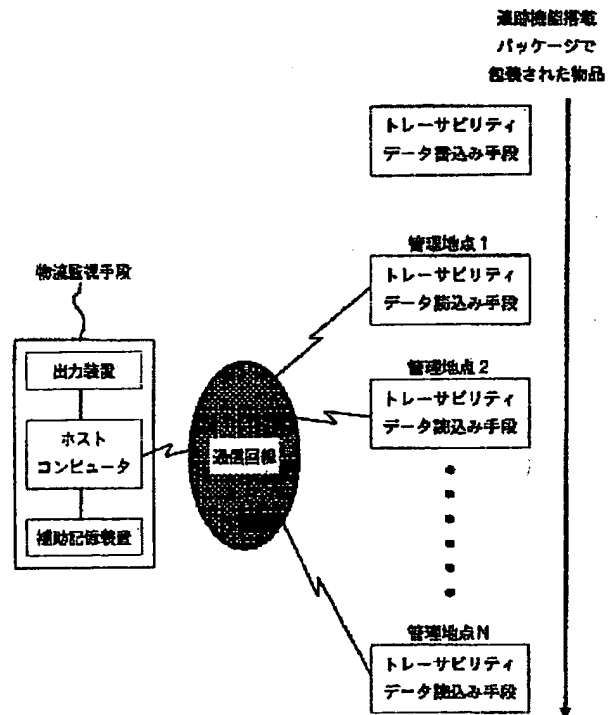 追跡機能搭載
パッケージで
包装された物品
トレーサビリティ
データ書込み手段
管理地点1
トレーサビリティ
データ読込み手段
物流監視手段
出力装置
ホスト
コンピュータ
補助記憶装置
通信回線
管理地点2
トレーサビリティ
データ読込み手段
管理地点N
トレーサビリティ
データ読込み手段